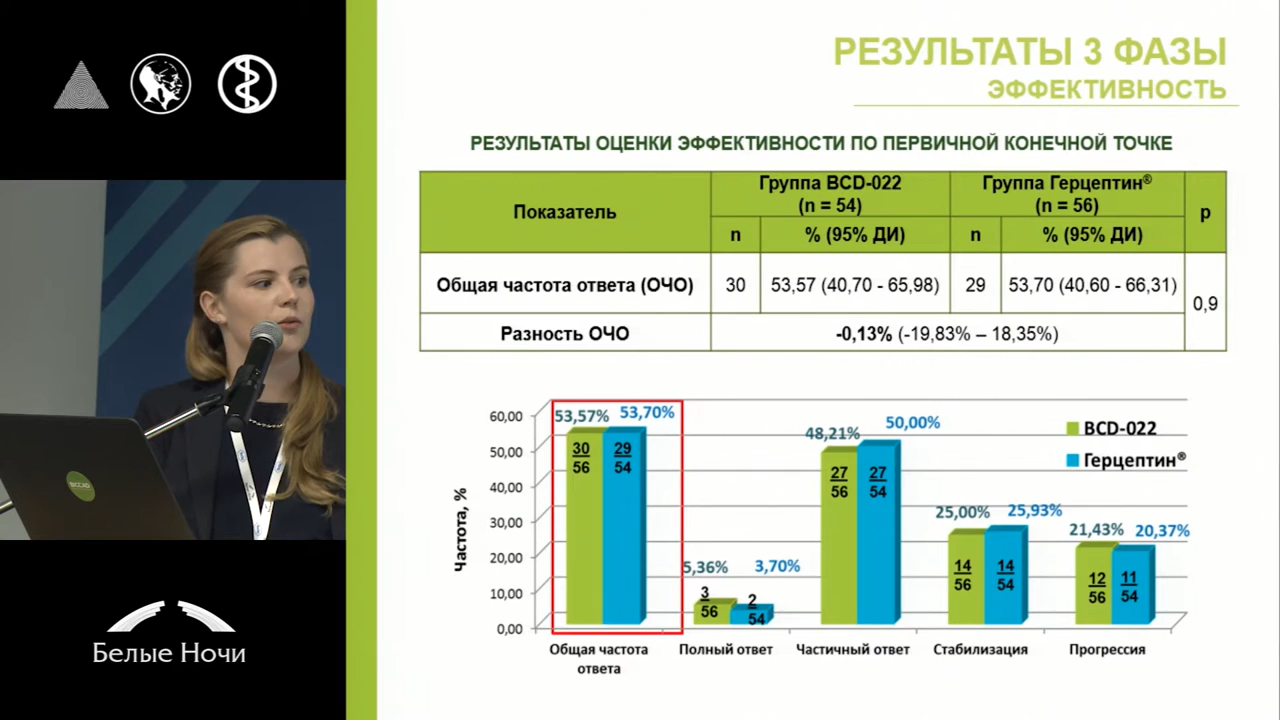 РЕЗУЛЬТАТЫ 3 ФАЗЫ
ЭФФЕКТИВНОСТЬ
РЕЗУЛЬТАТЫ ОЦЕНКИ ЭФФЕКТИВНОСТИ ПО ПЕРВИЧНОЙ КОНЕЧНОЙ ТОЧКЕ
Показатель
Группа BCD-022
(n = 54)
Группа Герцептин®
(n = 56)
p
n
% (95% ДИ)
n
% (95% ДИ)
Общая частота ответа (ОЧО) 30 53,57 (40,70 - 65,98) 29 53,70 (40,60 - 66,31)
0,9
Разность ОЧО -0,13% (-19,83% – 18,35%)
Частота, %
60,00
50,00
40,00
30,00
20,00
10,00
0,00
53,57% 53,70%
30
56
29
54
5,36% 3,70%
3
56
2
54
48,21% 50,00%
27
56
27
54
25,00% 25,93%
14
56
14
54
21,43% 20,37%
12
56
11
54
BCD-022
Герцептин®
Общая частота
ответа
Полный ответ
Частичный ответ
Стабилизация
Прогрессия
BIOCAD
Белые Ночи